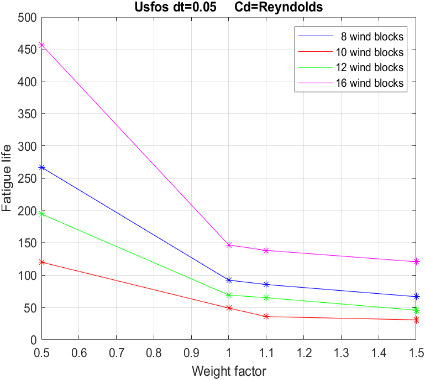 Usfos dt=0.05 Cd=Reyndolds
500
450
400
350
300
250
200
150
100
50
0
Fatigue life
8 wind blocks
10 wind blocks
12 wind blocks
16 wind blocks
0.5 0.6 0.7 0.8 0.9 1 1.1 1.2 1.3 1.4 1.5
Weight factor